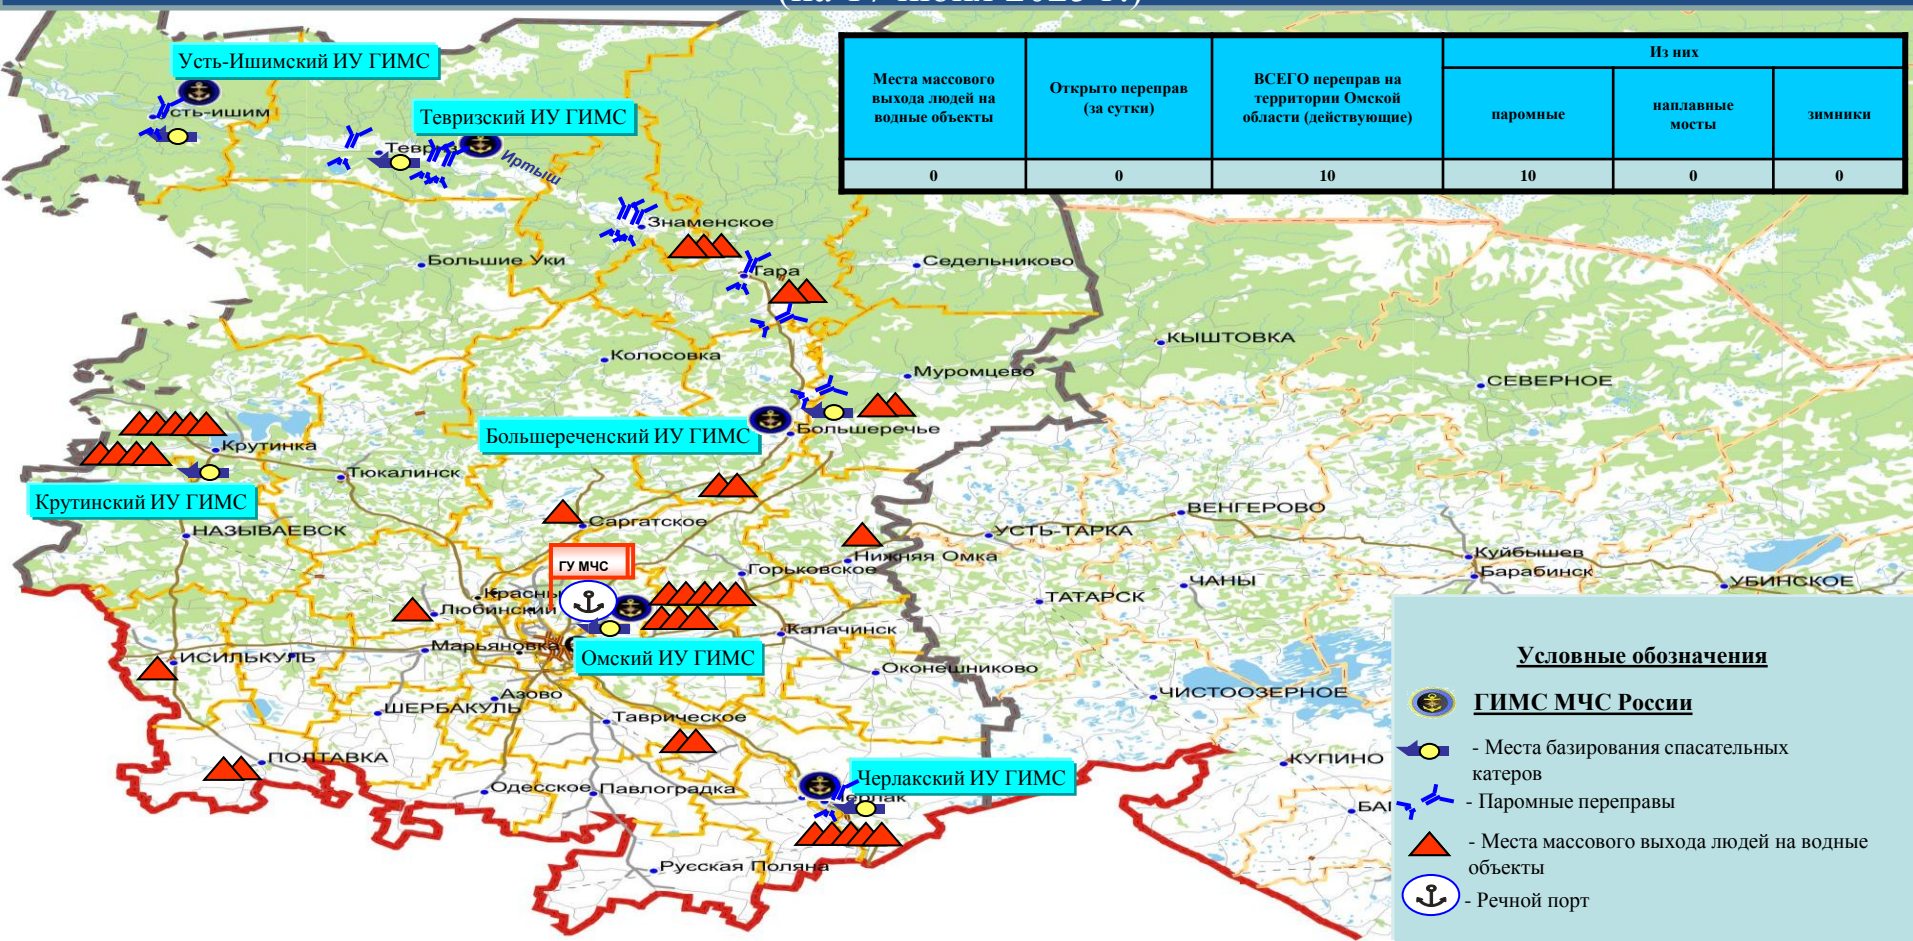 Усть-Ишимский ИУ ГИМС
сть-ишим
Тевризский ИУ ГИМС
Иртыш
Знаменское
Большие Уки
Тара
Седельниково
Места массового
выхода людей на
водные объекты
Открыто переправ
(за сутки)
ВСЕГО переправ на
территории Омской
области (действующие)
Из них
паромные
наплавные
мосты
зимники
0
0
10
10
0
0
КЫШТОВКА
Колосовка
Муромцево
СЕВЕРНОЕ
Большереченский ИУ ГИМС
Большеречье
Крутинка
Тюкалинск
Крутинский ИУ ГИМС
НАЗЫВАЕВСК
Саргатское
ВЕНГЕРОВО
УСТЬ-ТАРКА
Нижняя Омка
Куйбышев
Горьковское
Барабинск
ГУ МЧС
ЧАНЫ
УБИНСКОЕ
Красны
Любинский
ТАТАРСК
Калачинск
Марьяновка
ИСИЛЬКУЛЬ
Омский ИУ ГИМС
Оконешниково
Азово
ЧИСТООЗЕРНОЕ
ШЕРБАКУЛЬ
Таврическое
ПОЛТАВКА
КУПИНО
Черлакский ИУ ГИМС
Одесское
Павлоградка
Русская Поляна
Условные обозначения
ГИМС МЧС России
- Места базирования спасательных
катеров
- Паромные переправы
- Места массового выхода людей на водные
объекты
- Речной порт